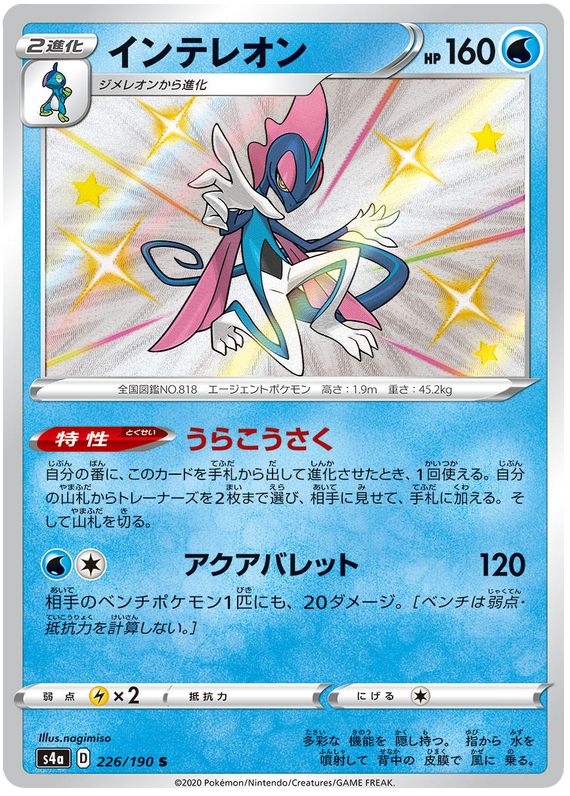 2進化
インテレオン
HP160
ジメレオンから進化
全国図鑑NO.818 エージェントポケモン 高さ:1.9m 重さ:45.2kg
特性 とくせい うらこうさく
自分の番に、このカードを手札から出して進化させたとき、1回使える。自分
の山札からトレーナーズを2枚まで選び、相手に見せて、手札に加える。そ
して山札を切る。
アクアバレット 120
相手のベンチポケモン1匹にも、20ダメージ。[ベンチは弱点・
抵抗力を計算しない。]
弱点 ×2 抵抗力 にげる
Illus.nagimiso
s4a D 226/190 S
多彩な 機能を 隠し持つ。 指から 水を
噴射して 背中の 皮膜で 風に 乗る。
©2020 Pokémon/Nintendo/Creatures/GAME FREAK.